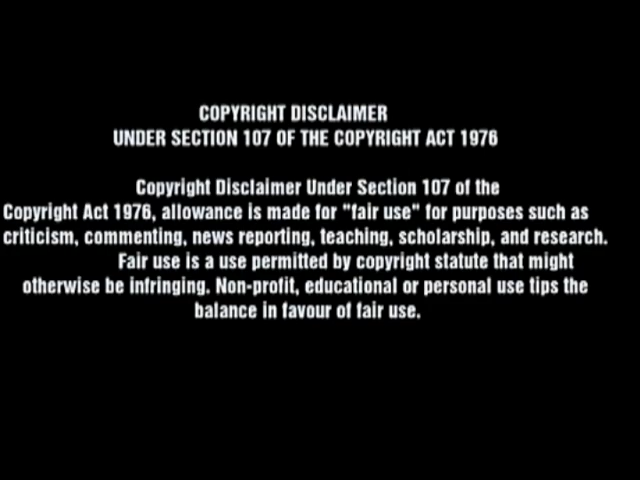 COPYRIGHT DISCLAIMER
UNDER SECTION 107 OF THE COPYRIGHT ACT 1976
Copyright Disclaimer Under Section 107 of the
Copyright Act 1976, allowance is made for "fair use" for purposes such as
criticism, commenting, news reporting, teaching, scholarship, and research.
Fair use is a use permitted by copyright statute that might
otherwise be infringing. Non-profit, educational or personal use tips the
balance in favour of fair use.